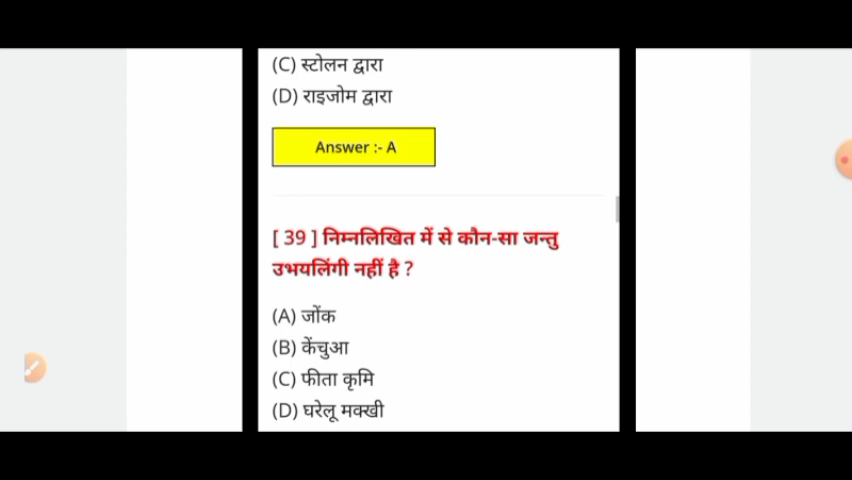 (C) स्टोलन द्वारा
(D) राइजोम द्वारा
Answer :- A
[ 39 ] निम्नलिखित में से कौन-सा जन्तु
उभयलिंगी नहीं है ?
(A) जोंक
(B) केंचुआ
(C) फीता कृमि
(D) घरेलू मक्खी